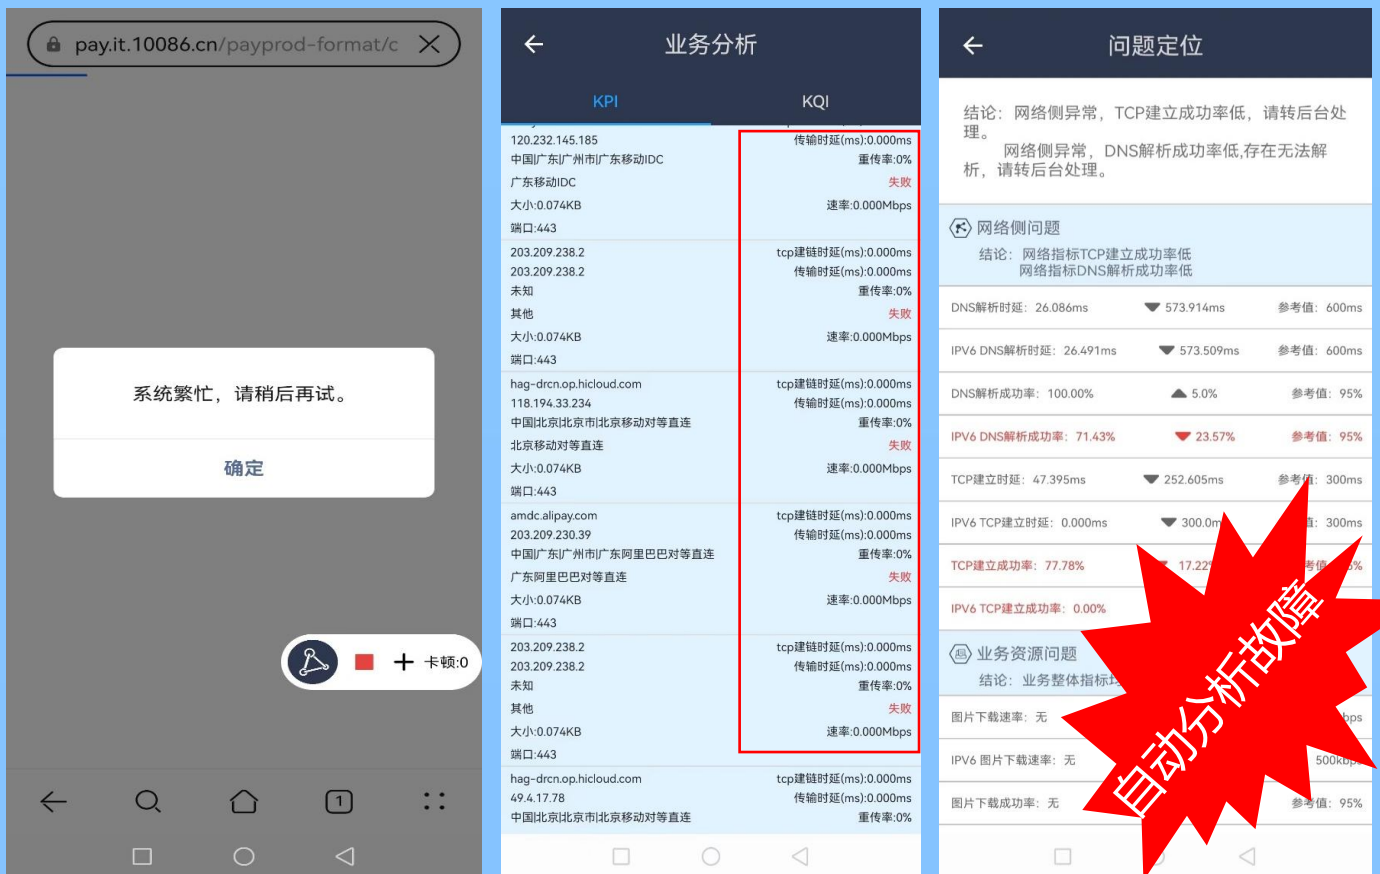 pay.it.10086.cn/payprod-format/c
系统繁忙，请稍后再试。
确定
卡顿:0
1
业务分析
KPI
KQI
120.232.145.185
传输时延(ms):0.000ms
中国|广东|广州市|广东移动IDC
重传率:0%
广东移动IDC
失败
大小:0.074KB
速率:0.000Mbps
端口:443
203.209.238.2
tcp建链时延(ms):0.000ms
203.209.238.2
传输时延(ms):0.000ms
未知
重传率:0%
其他
失败
大小:0.074KB
速率:0.000Mbps
端口:443
hag-drcn.op.hicloud.com
tcp建链时延(ms):0.000ms
118.194.33.234
传输时延(ms):0.000ms
中国|北京|北京市|北京移动对等直连
重传率:0%
北京移动对等直连
失败
大小:0.074KB
速率:0.000Mbps
端口:443
amdc.alipay.com
tcp建链时延(ms):0.000ms
203.209.230.39
传输时延(ms):0.000ms
中国|广东|广州市|广东阿里巴巴对等直连
重传率:0%
广东阿里巴巴对等直连
失败
大小:0.074KB
速率:0.000Mbps
端口:443
203.209.238.2
tcp建链时延(ms):0.000ms
203.209.238.2
传输时延(ms):0.000ms
未知
重传率:0%
其他
失败
大小:0.074KB
速率:0.000Mbps
端口:443
hag-drcn.op.hicloud.com
tcp建链时延(ms):0.000ms
49.4.17.78
传输时延(ms):0.000ms
中国|北京|北京市|北京移动对等直连
重传率:0%
问题定位
结论：网络侧异常，TCP建立成功率低，请转后台处
理。
网络侧异常，DNS解析成功率低,存在无法解
析，请转后台处理。
网络侧问题
结论：网络指标TCP建立成功率低
网络指标DNS解析成功率低
DNS解析时延：26.086ms ▼ 573.914ms 参考值：600ms
IPV6 DNS解析时延：26.491ms ▼ 573.509ms 参考值：600ms
DNS解析成功率：100.00% ▲ 5.0% 参考值：95%
IPV6 DNS解析成功率：71.43% ▼ 23.57% 参考值：95%
TCP建立时延：47.395ms ▼ 252.605ms 参考值：300ms
IPV6 TCP建立时延：0.000ms ▼ 300.0m 值：300ms
TCP建立成功率：77.78% 17.22 考值 %
IPV6 TCP建立成功率：0.00%
业务资源问题
结论：业务整体指标
图片下载速率：无 bps
IPV6 图片下载速率：无 500kbps
图片下载成功率：无 参考值：95%
自动分析故障